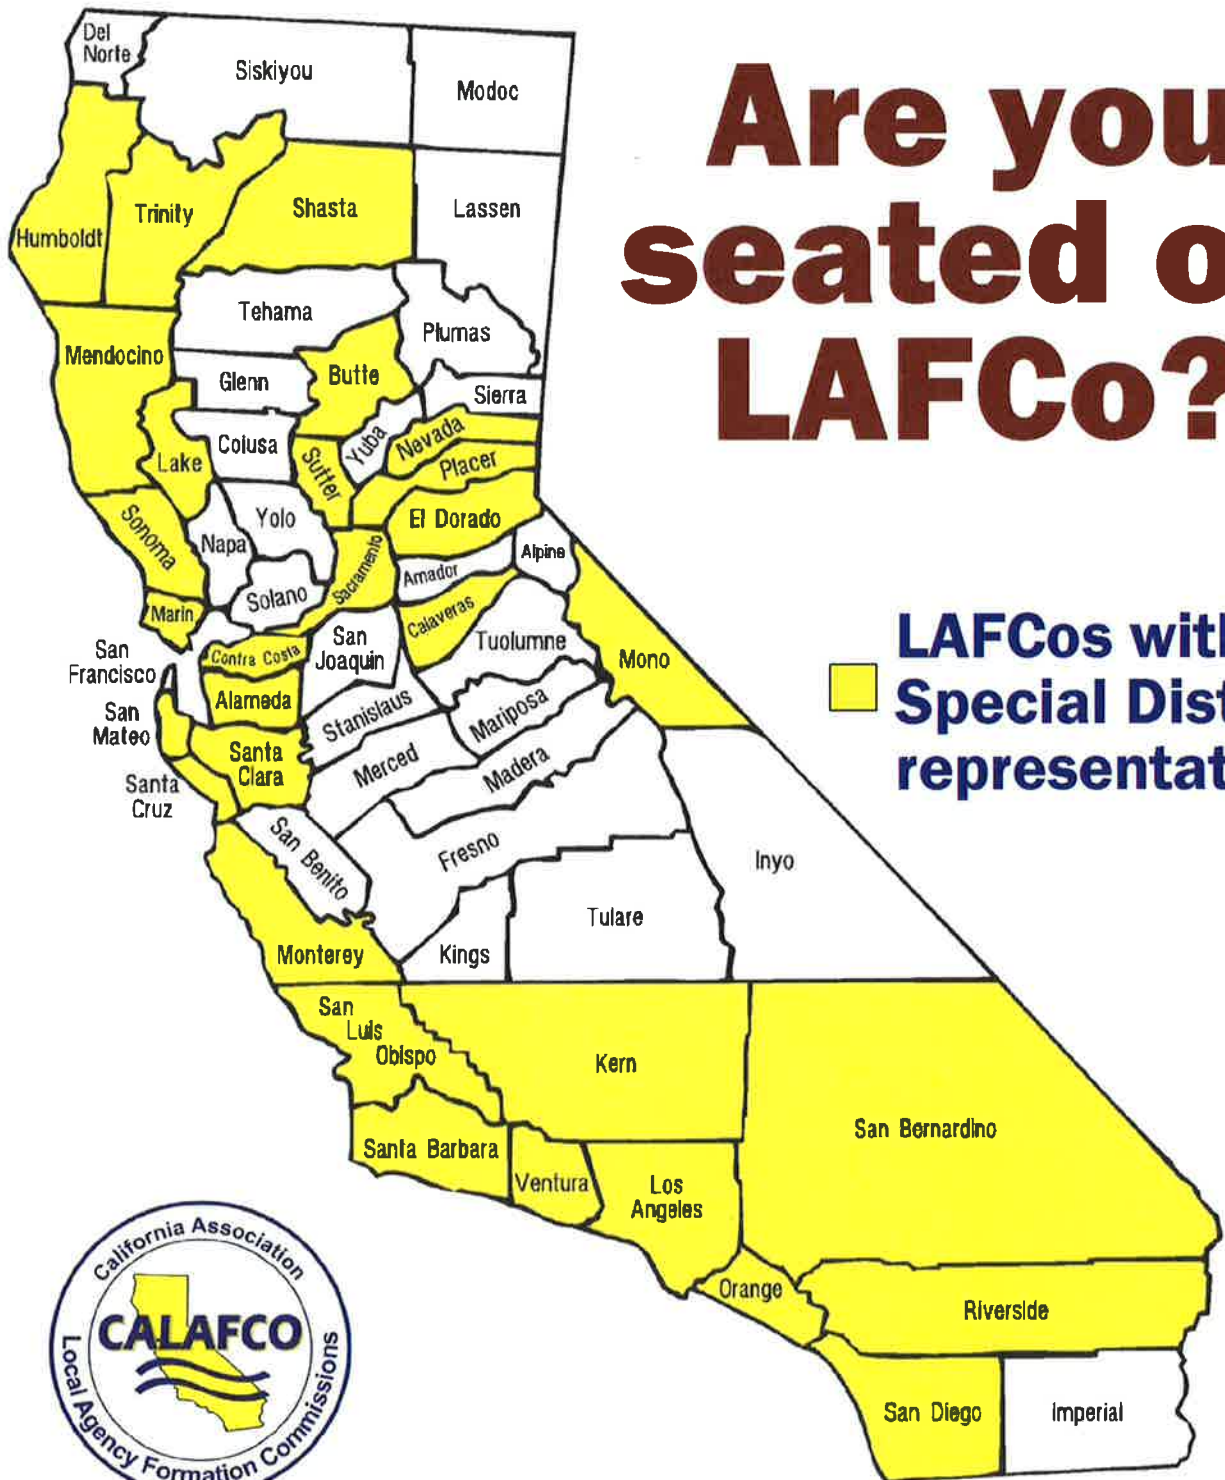 Are you
seated o
LAFCo?
LAFCos with
Special Dist
representat
Del
Norte
Siskiyou
Modoc
Humboldt
Trinity
Shasta
Lassen
Tehama
Plumas
Mendocino
Glenn
Butte
Sierra
Colusa
Yuba
Nevada
Lake
Sutter
Placer
Sonoma
Napa
Yolo
El Dorado
Sacramento
Alpine
Amador
Solano
Marin
Calaveras
San
Francisco
Contra Costa
San
Joaquin
Tuolumne
Mono
San
Mateo
Alameda
Stanislaus
Mariposa
Santa
Cruz
Santa
Clara
Merced
Madera
San Benito
Fresno
Inyo
Monterey
Kings
Tulare
San
Luis
Obispo
Kern
San Bernardino
Santa Barbara
Ventura
Los
Angeles
Orange
Riverside
San Diego
Imperial
California Association
CALAFCO
Local Agency Formation Commissions